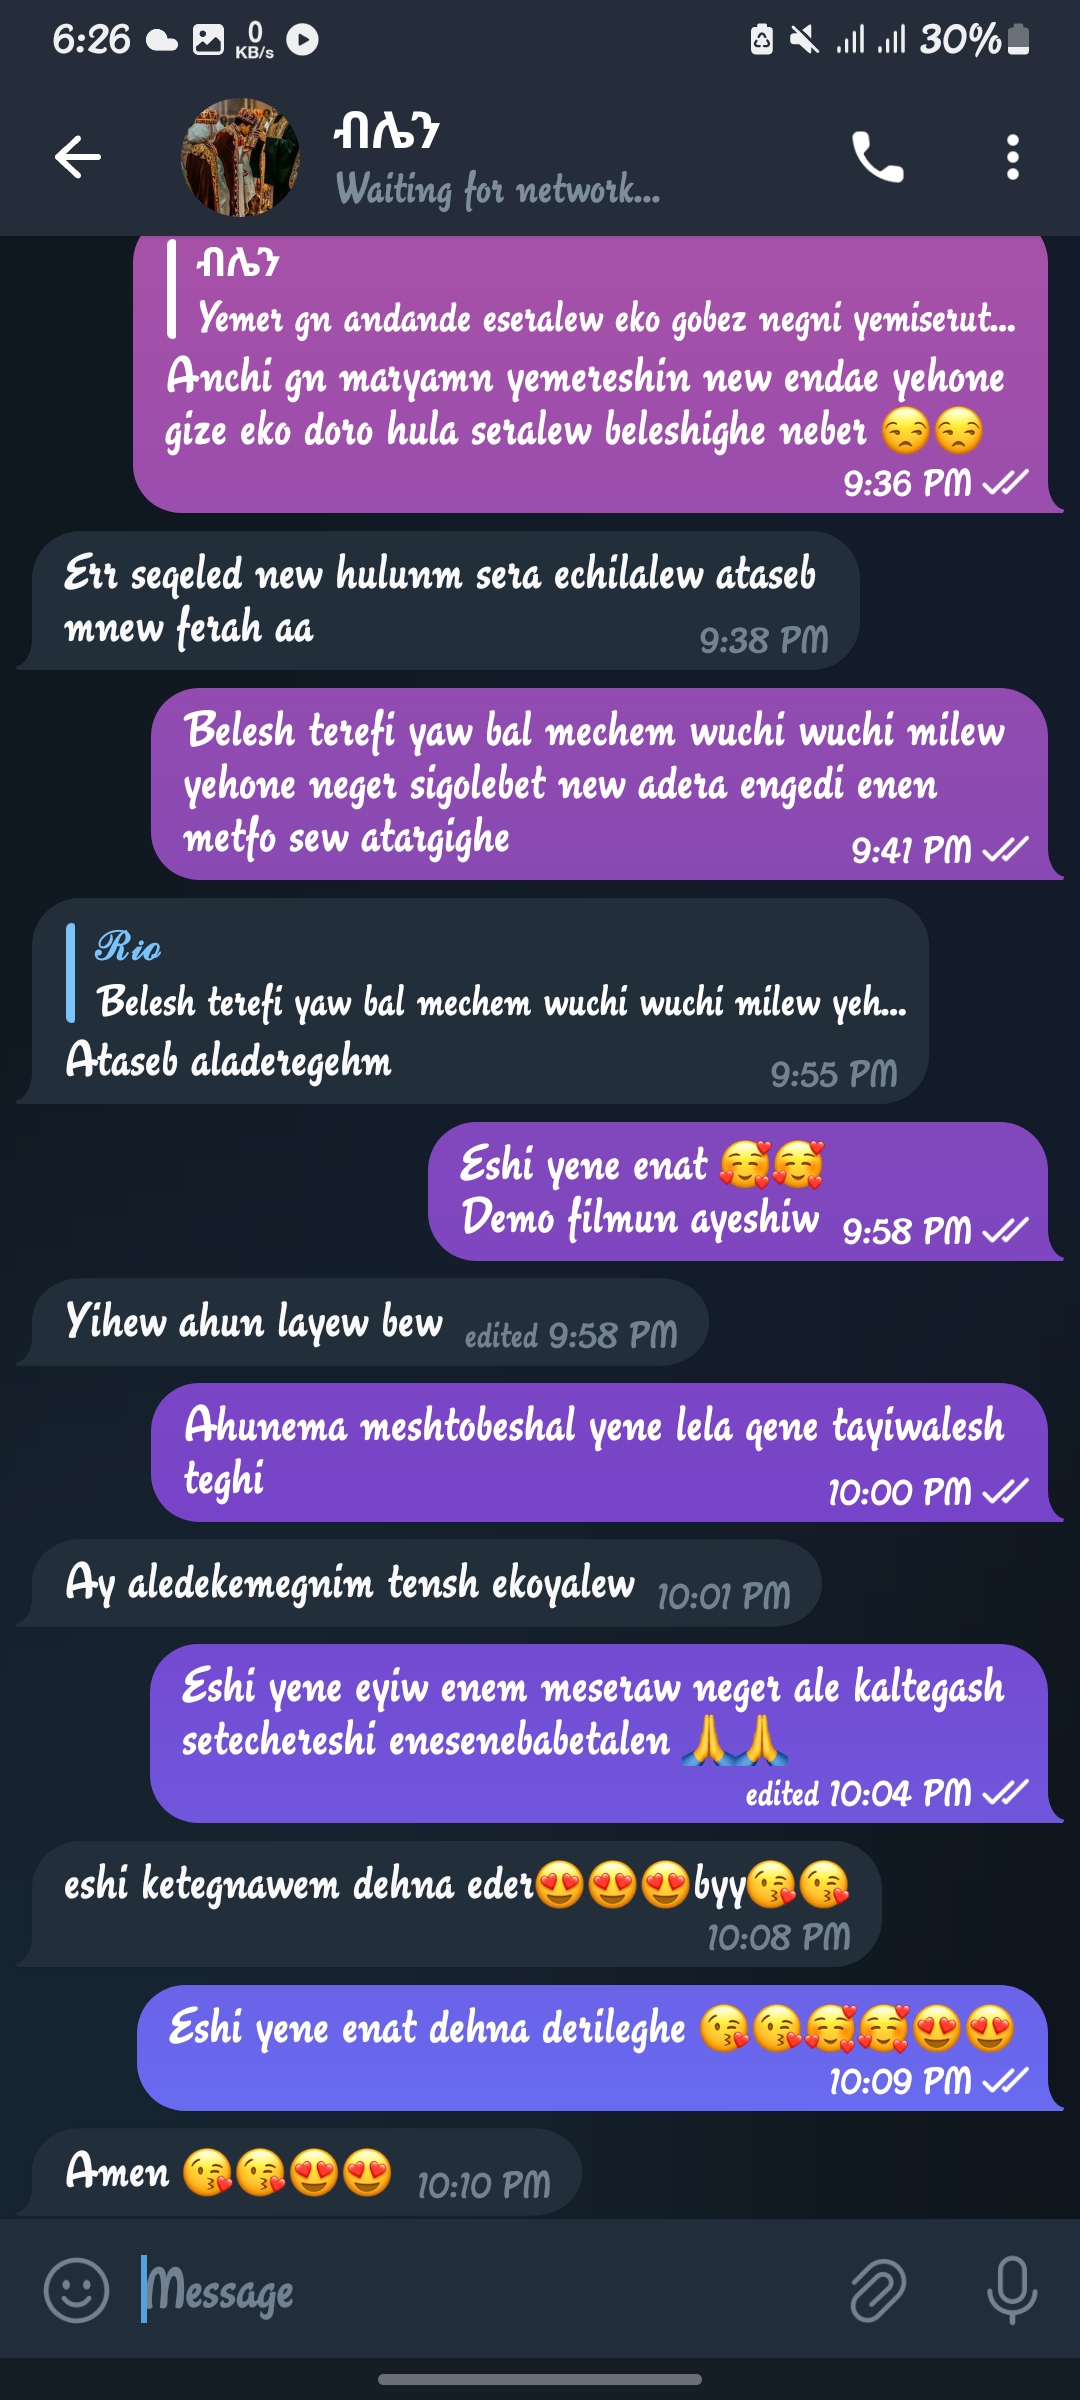 6:26 0 KB/s 30%
ብሌን
Waiting for network...
ብሌን
Yemer gn andande eseralew eko gobez negni yemiserut...
Anchi gn maryamn yemereshin new endae yehone
gize eko doro hula seralew beleshighe neber 😒😒
9:36 PM
Err seqeled new hulunm sera echilalew ataseb
mnew ferah aa 9:38 PM
Belesh terefi yaw bal mechem wuchi wuchi milew
yehone neger sigolebet new adera engedi enen
metfo sew atargighe 9:41 PM
Rio
Belesh terefi yaw bal mechem wuchi wuchi milew yeh...
Ataseb aladeregehm 9:55 PM
Eshi yene enat 🥰🥰
Demo filmun ayeshiw 9:58 PM
Yihew ahun layew bew edited 9:58 PM
Ahunema meshtobeshal yene lela qene tayiwalesh
teghi 10:00 PM
Ay aledekemegnim tensh ekoyalew 10:01 PM
Eshi yene eyiw enem meseraw neger ale kaltegash
setechereshi enesenebabetalen 🙏🙏
edited 10:04 PM
eshi ketegnawem dehna eder😍😍😍byy😘😘
10:08 PM
Eshi yene enat dehna derileghe 😘😘🥰🥰😍😍
10:09 PM
Amen 😘😘😍😍 10:10 PM
Message